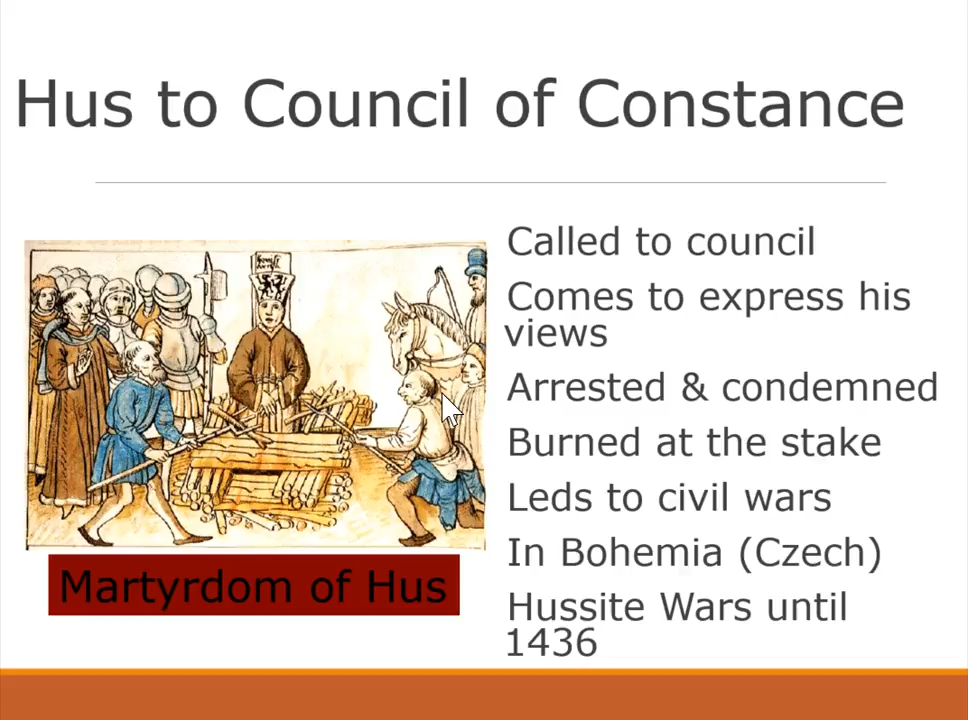 Hus to Council of Constance
Called to council
Comes to express his
views
Arrested & condemned
Burned at the stake
Leds to civil wars
In Bohemia (Czech)
Hussite Wars until
1436
Martyrdom of Hus